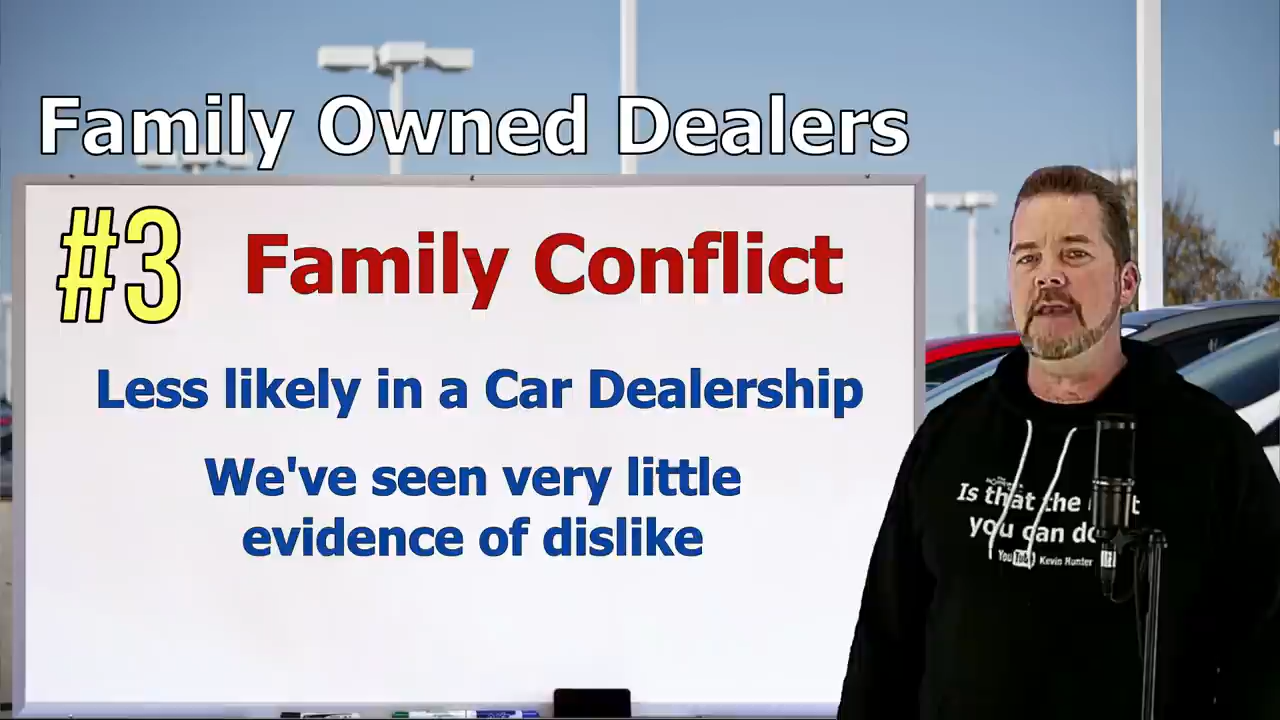 Family Owned Dealers
#3 Family Conflict
Less likely in a Car Dealership
We've seen very little
evidence of dislike
Is that the
you can do
YouTube Kevin Hunter